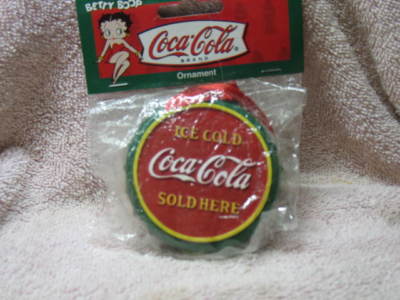 BETTY BOOP
Coca-Cola
BRAND
Ornament
ICE COLD
Coca-Cola
SOLD HERE